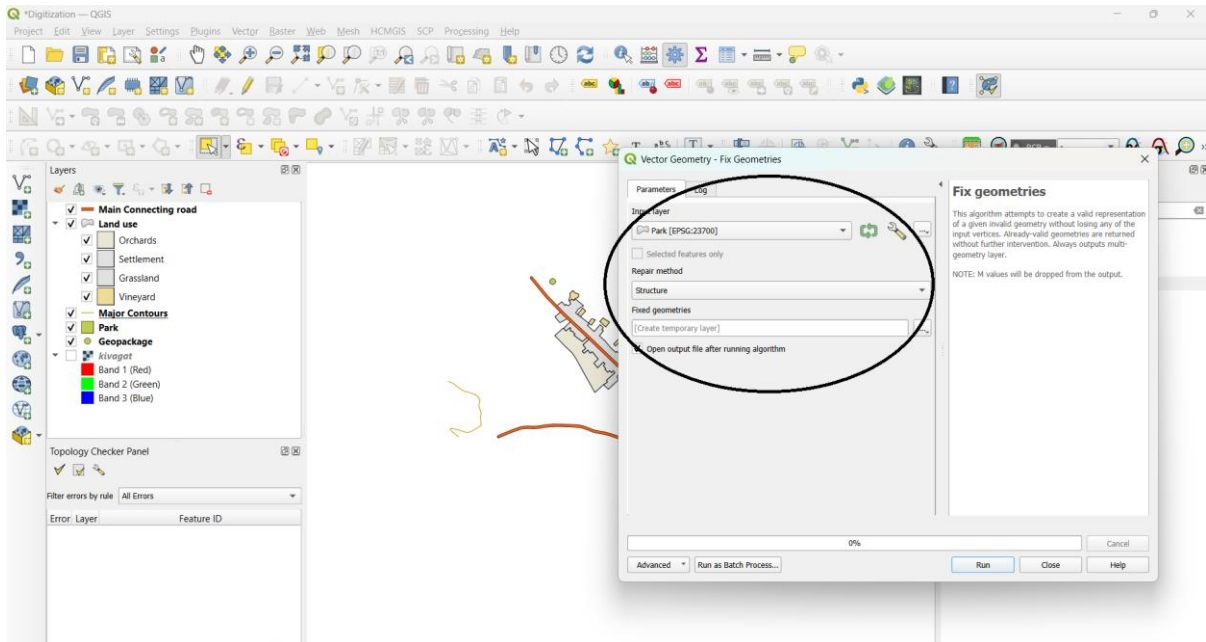 *Digitization — QGIS
Project Edit View Layer Settings Plugins Vector Raster Web Mesh HCMGIS SCP Processing Help
Layers
Main Connecting road
Land use
Orchards
Settlement
Grassland
Vineyard
Major Contours
Park
Geopackage
kivagat
Band 1 (Red)
Band 2 (Green)
Band 3 (Blue)
Topology Checker Panel
Filter errors by rule All Errors
Error Layer Feature ID
Vector Geometry - Fix Geometries
Parameters Log
Input layer
Park [EPSG:23700]
Selected features only
Repair method
Structure
Fixed geometries
[Create temporary layer]
Open output file after running algorithm
0%
Cancel
Advanced Run as Batch Process... Run Close Help
Fix geometries
This algorithm attempts to create a valid representation
of a given invalid geometry without losing any of the
input vertices. Already-valid geometries are returned
without further intervention. Always outputs multi-
geometry layer.
NOTE: M values will be dropped from the output.